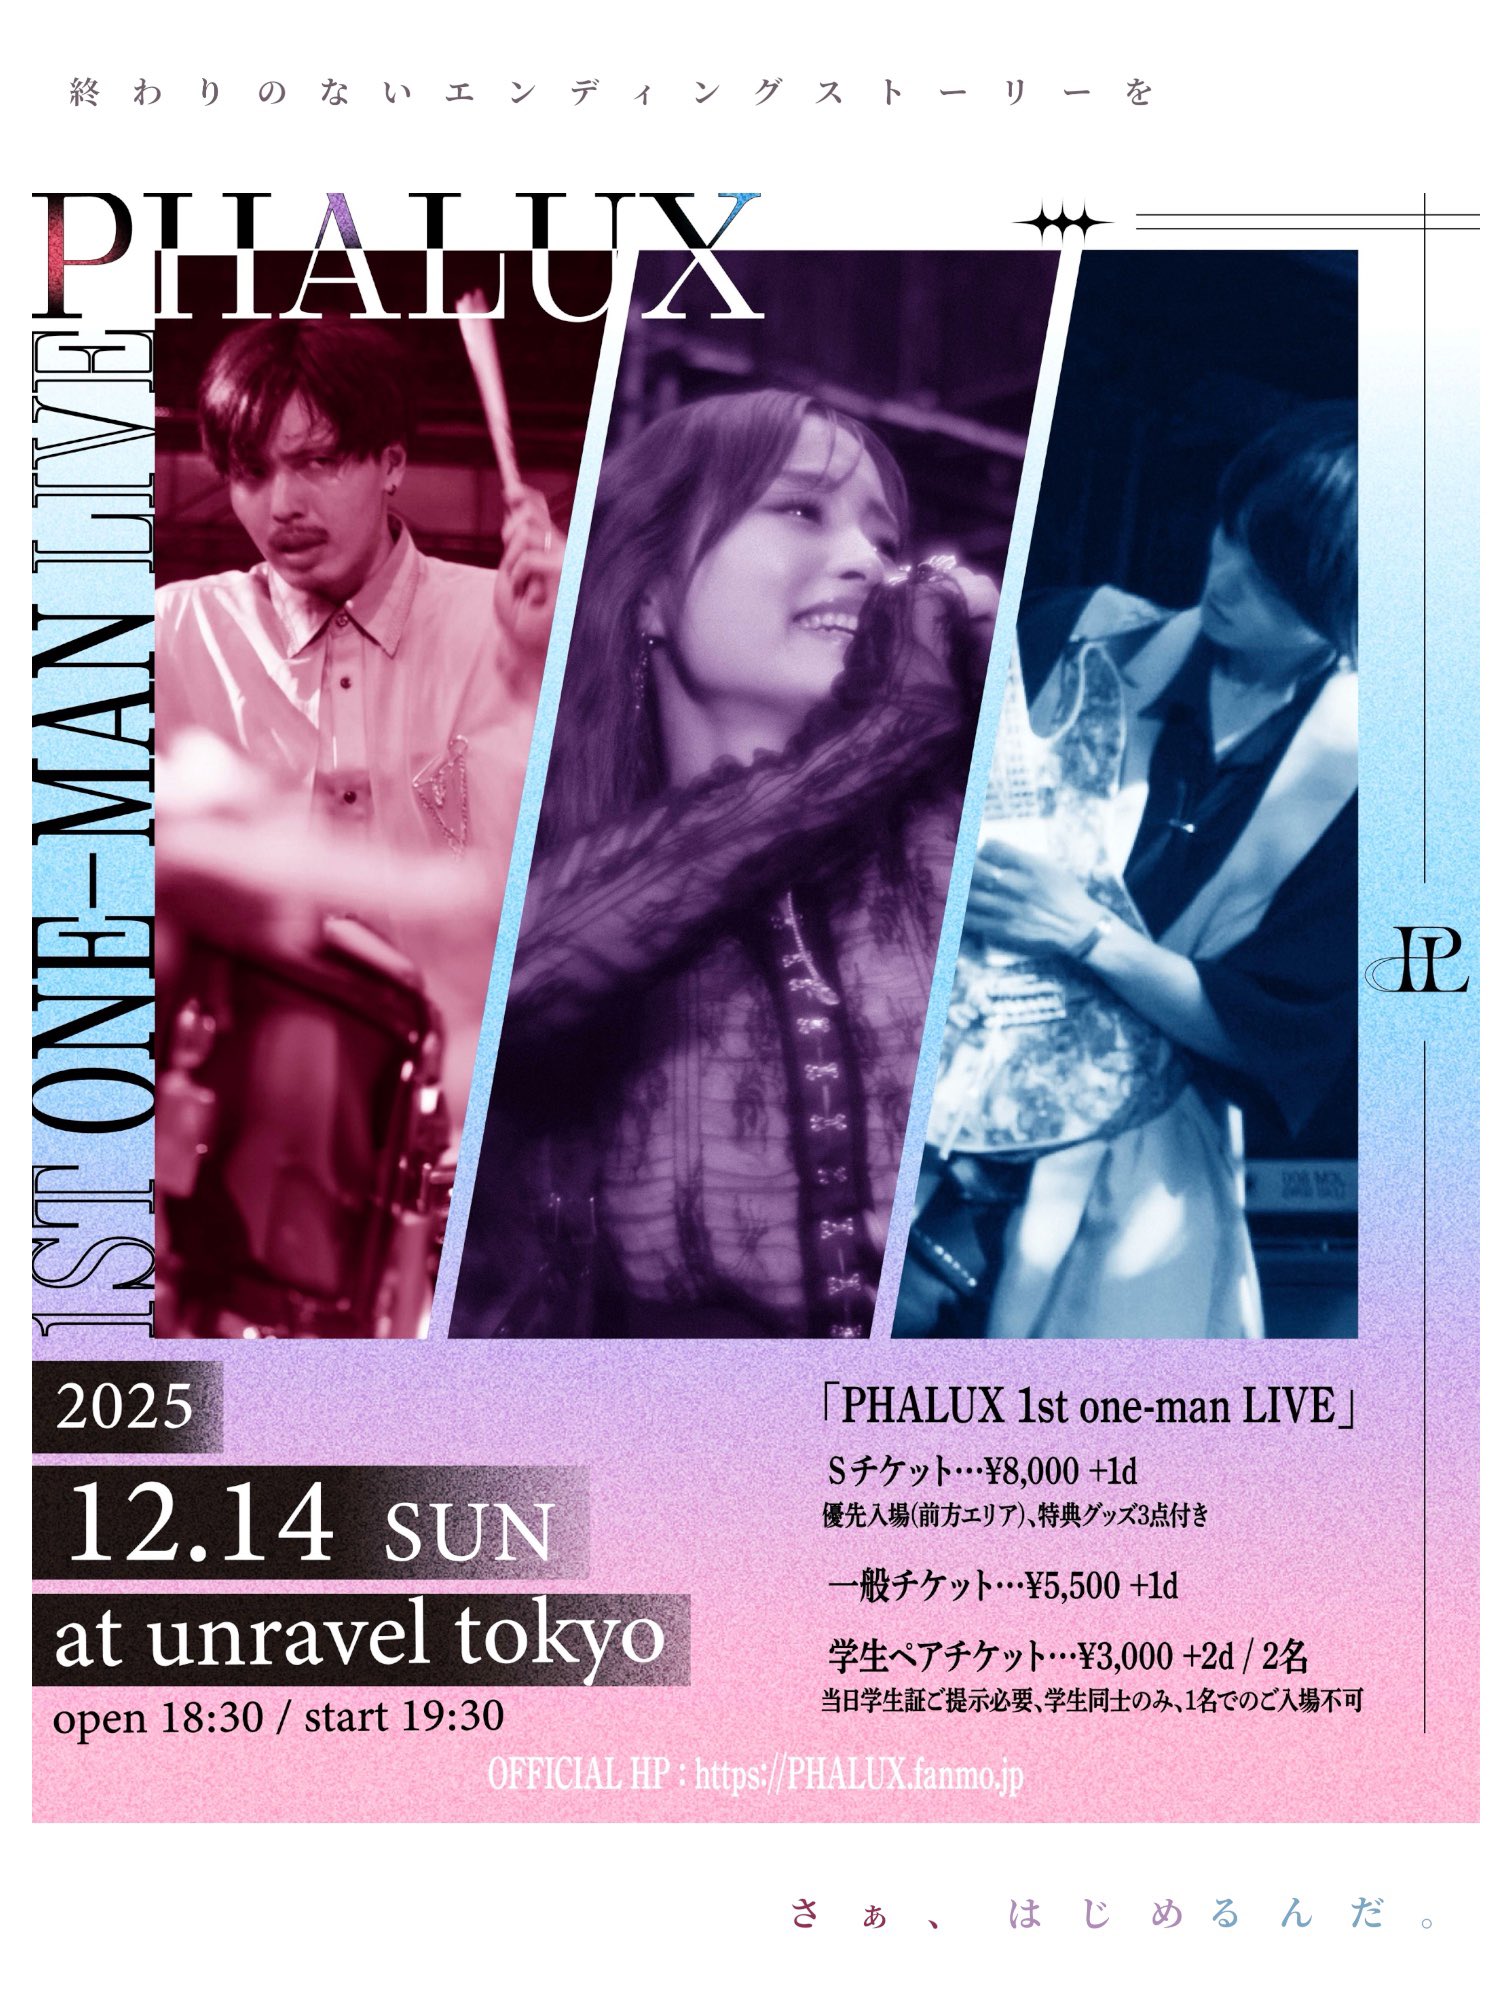 終わりのないエンディングストーリーを
PHALUX
1ST ONE-MAN LIVE
PL
2025
12.14 SUN
at unravel tokyo
open 18:30 / start 19:30
「PHALUX 1st one-man LIVE」
Sチケット…¥8,000 +1d
優先入場(前方エリア)、特典グッズ3点付き
一般チケット…¥5,500 +1d
学生ペアチケット…¥3,000 +2d / 2名
当日学生証ご提示必要、学生同士のみ、1名でのご入場不可
OFFICIAL HP : https://PHALUX.fanmo.jp
さぁ、はじめるんだ。